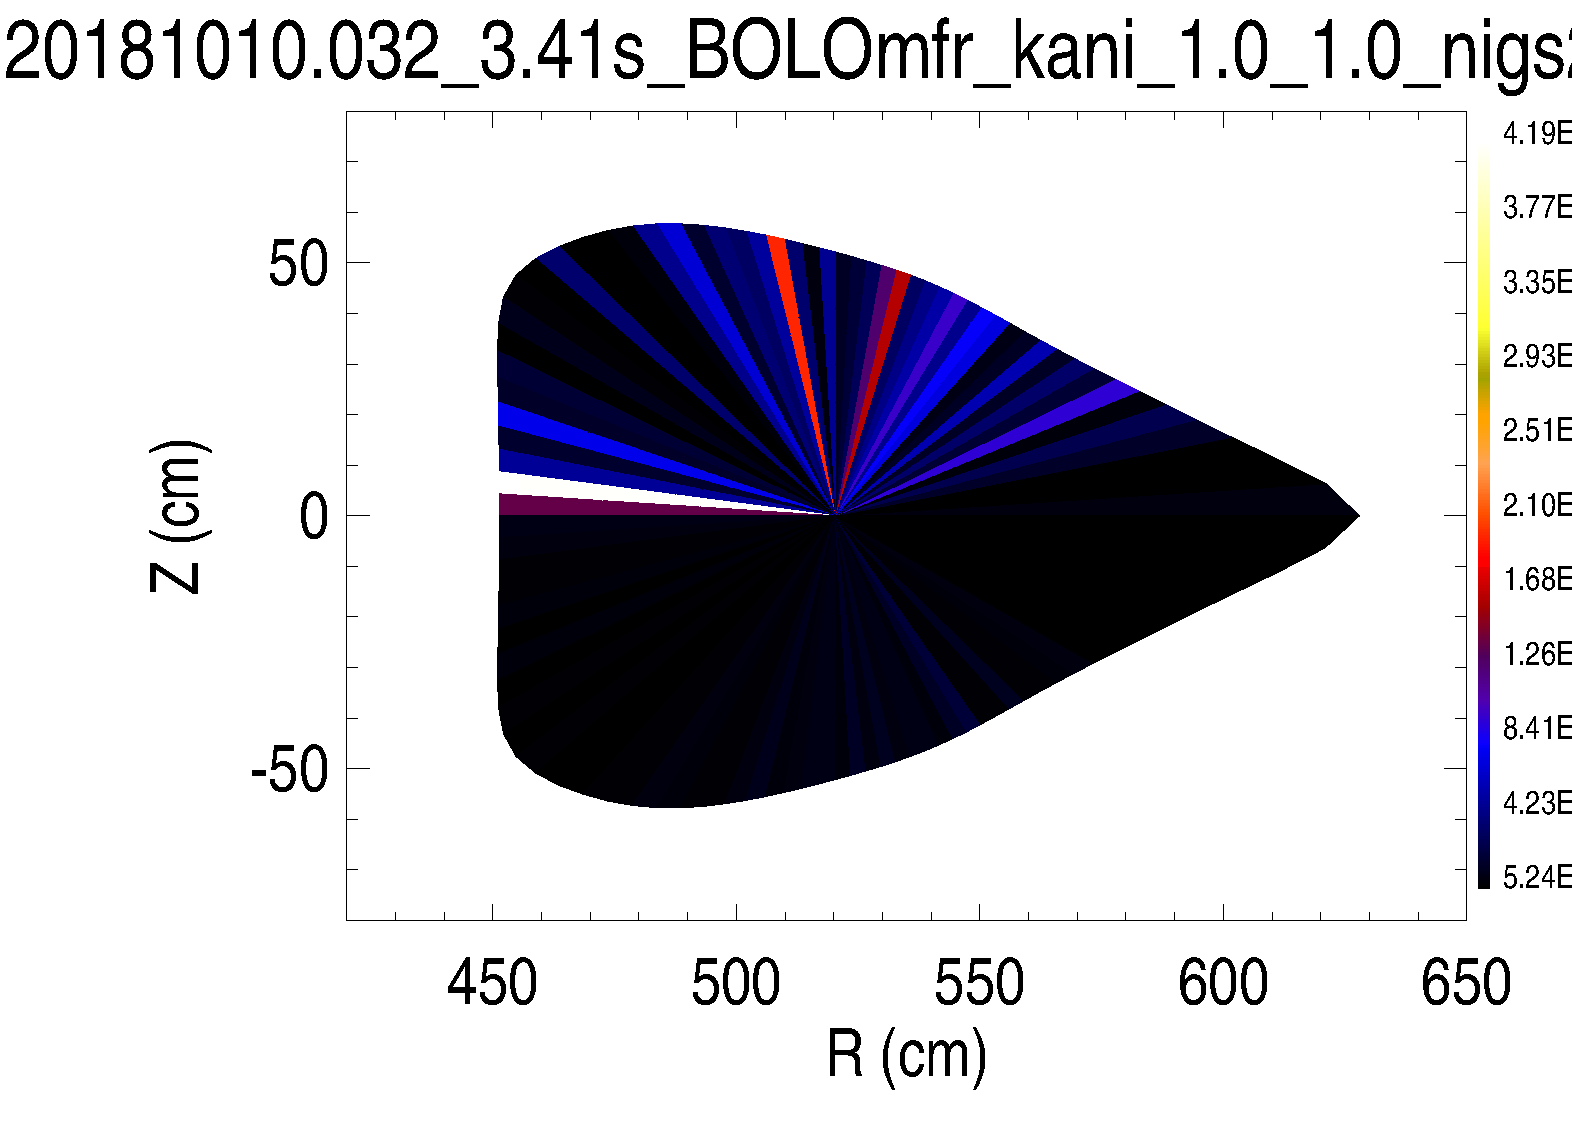 20181010.032_3.41s_BOLOmfr_kani_1.0_1.0_nigs2
4.19E
3.77E
3.35E
2.93E
2.51E
2.10E
1.68E
1.26E
8.41E
4.23E
5.24E
50
0
-50
Z (cm)
450 500 550 600 650
R (cm)